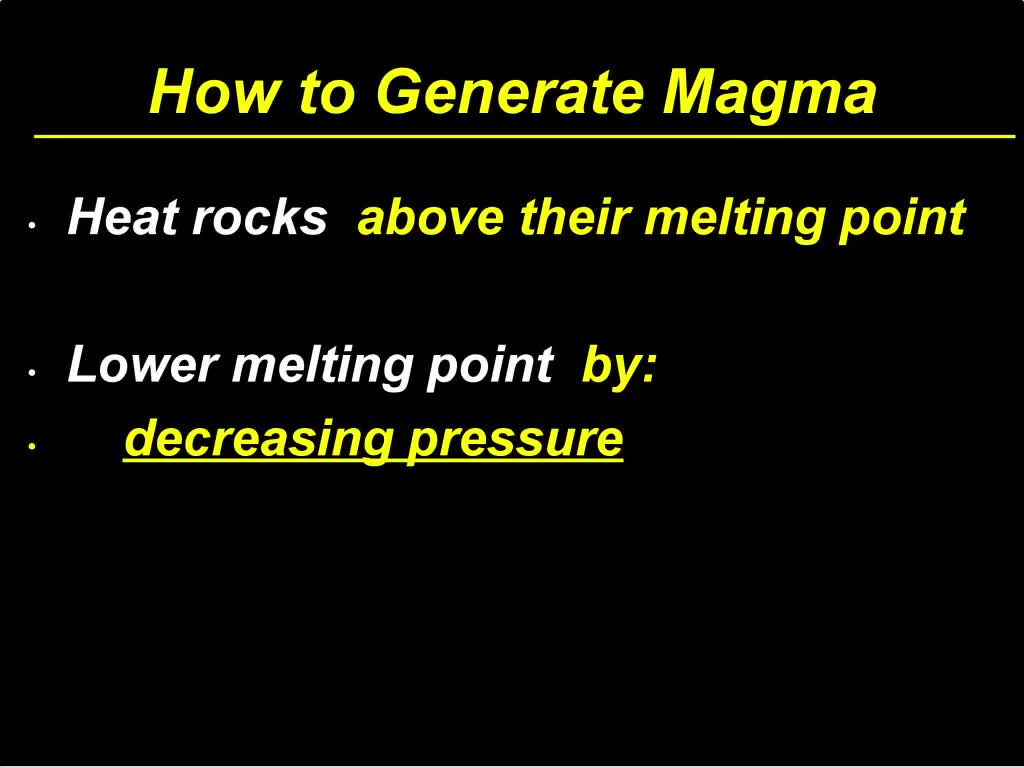 How to Generate Magma
• Heat rocks above their melting point
• Lower melting point by:
• decreasing pressure